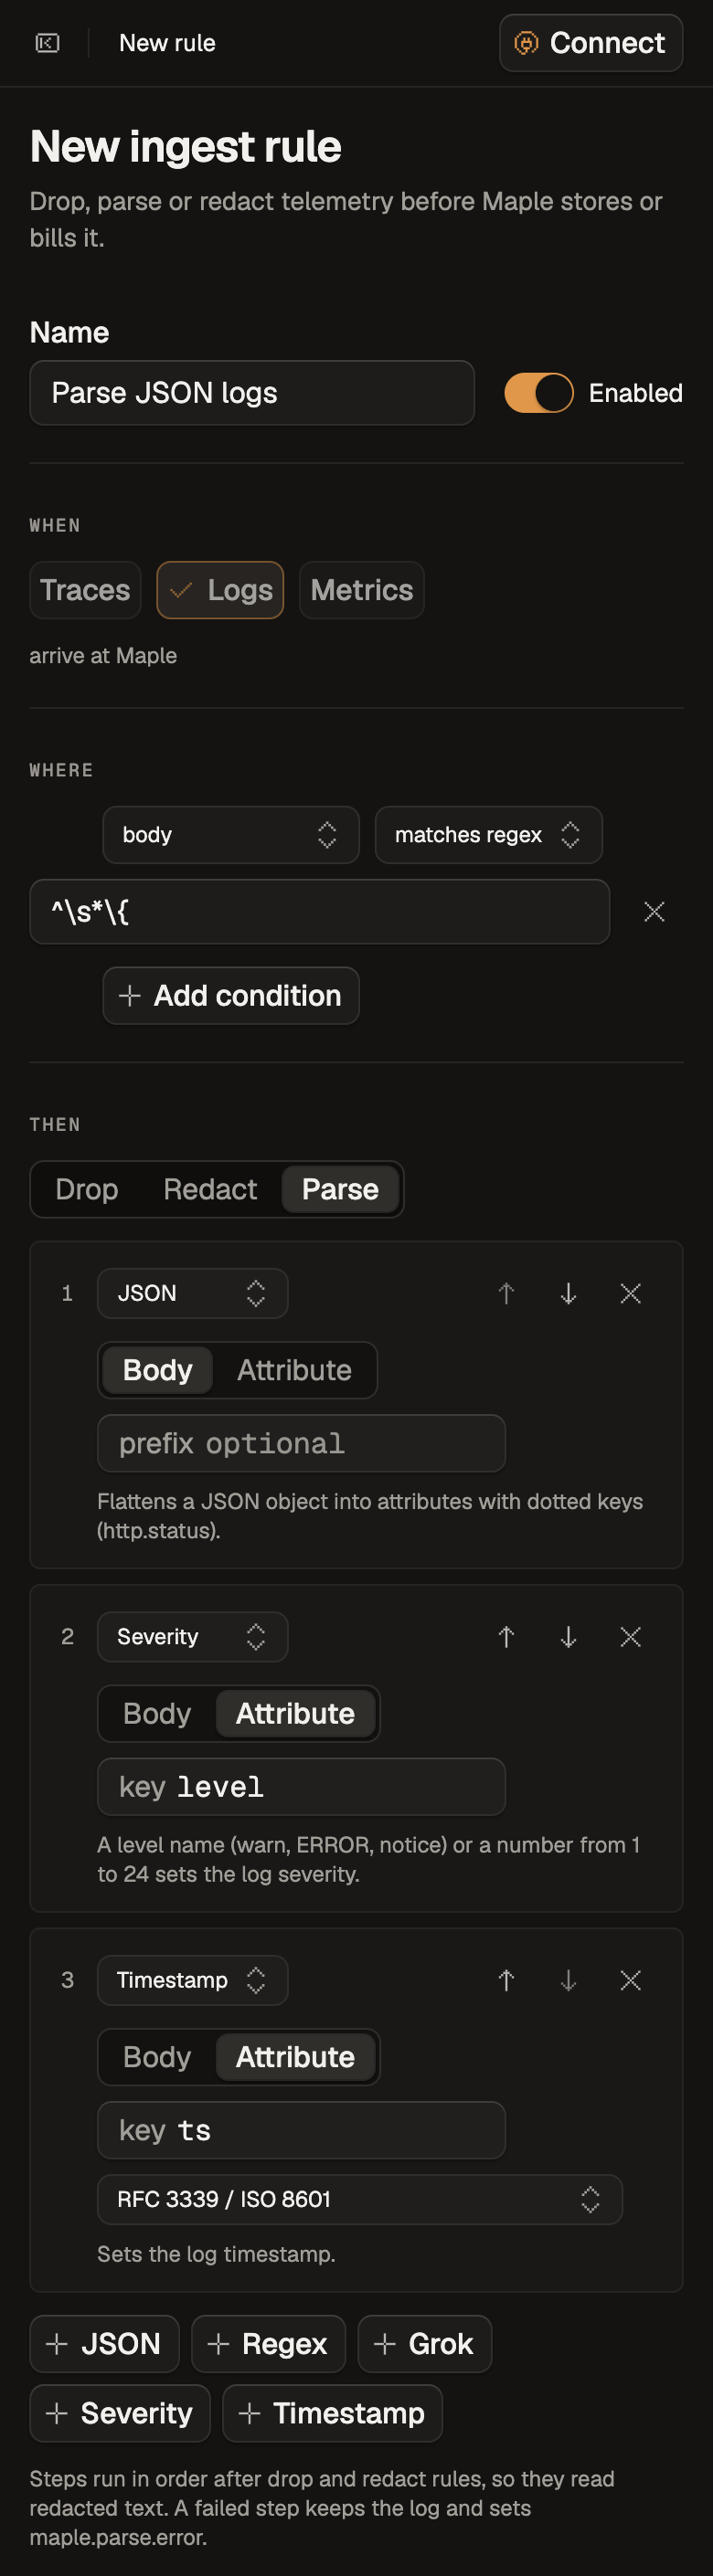 New rule
Connect
New ingest rule
Drop, parse or redact telemetry before Maple stores or
bills it.
Name
Parse JSON logs
Enabled
WHEN
Traces
Logs
Metrics
arrive at Maple
WHERE
body
matches regex
^\s*\{
Add condition
THEN
Drop
Redact
Parse
1
JSON
Body
Attribute
prefix optional
Flattens a JSON object into attributes with dotted keys
(http.status).
2
Severity
Body
Attribute
key level
A level name (warn, ERROR, notice) or a number from 1
to 24 sets the log severity.
3
Timestamp
Body
Attribute
key ts
RFC 3339 / ISO 8601
Sets the log timestamp.
JSON
Regex
Grok
Severity
Timestamp
Steps run in order after drop and redact rules, so they read
redacted text. A failed step keeps the log and sets
maple.parse.error.